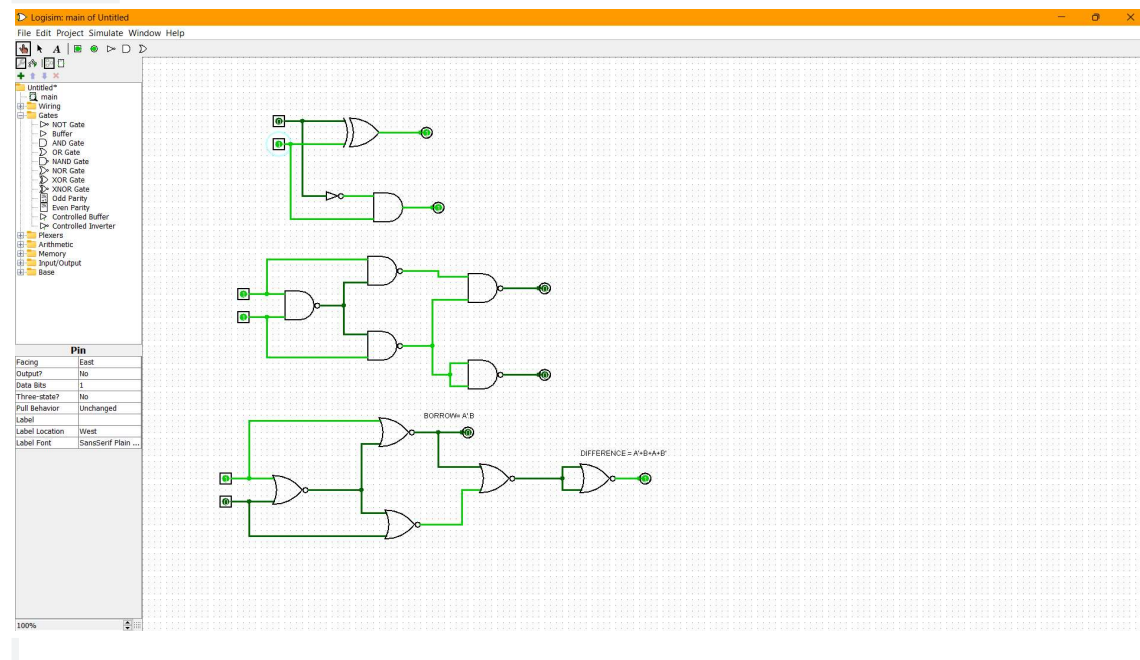 Logisim: main of Untitled
File Edit Project Simulate Window Help
A
Untitled*
main
Wiring
Gates
NOT Gate
Buffer
AND Gate
OR Gate
NAND Gate
NOR Gate
XOR Gate
XNOR Gate
Odd Parity
Even Parity
Controlled Buffer
Controlled Inverter
Plexers
Arithmetic
Memory
Input/Output
Base
Pin
Facing East
Output? No
Data Bits 1
Three-state? No
Pull Behavior Unchanged
Label
Label Location West
Label Font SansSerif Plain ...
100%
BORROW= A'.B
DIFFERENCE = A'+B+A+B'